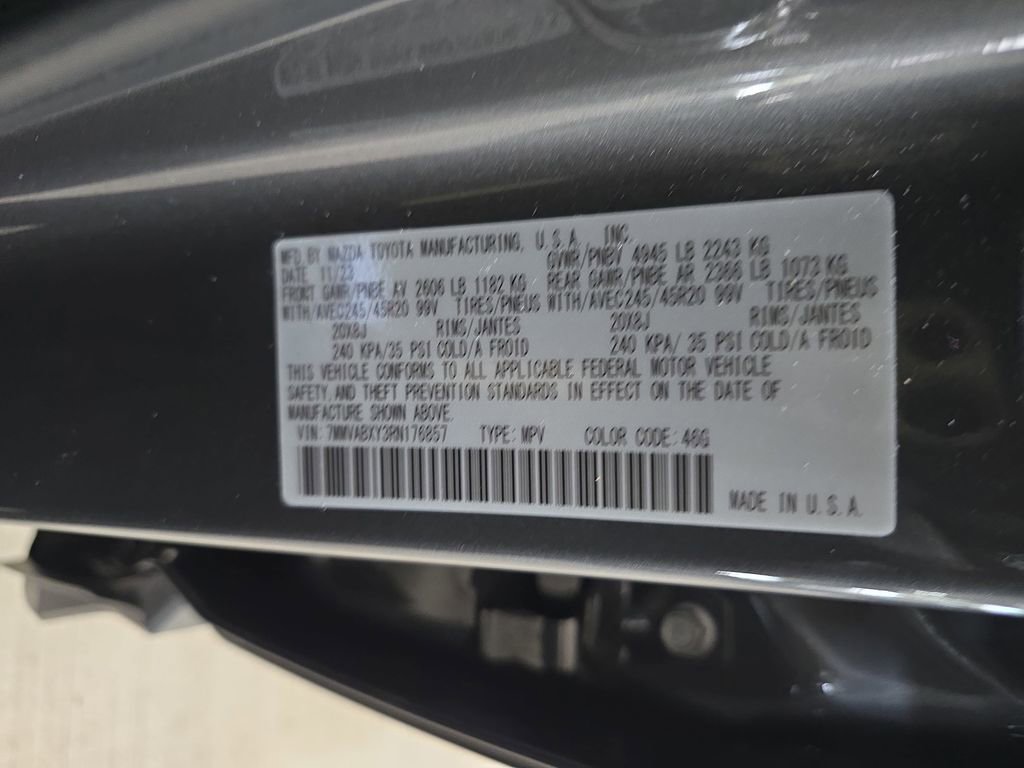 MFD. BY MAZDA TOYOTA MANUFACTURING, U.S.A. INC.
DATE 11/23 GVWR/PNBV 4945 LB 2243 KG
FRONT GAWR/PNBE AV 2606 LB 1182 KG REAR GAWR/PNBE AR 2366 LB 1073 KG
WITH/AVEC245/45R20 99V TIRES/PNEUS WITH/AVEC245/45R20 99V TIRES/PNEUS
20X8J RIMS/JANTES 20X8J RIMS/JANTES
240 KPA/35 PSI COLD/A FROID 240 KPA/ 35 PSI COLD/A FROID
THIS VEHICLE CONFORMS TO ALL APPLICABLE FEDERAL MOTOR VEHICLE
SAFETY, AND THEFT PREVENTION STANDARDS IN EFFECT ON THE DATE OF
MANUFACTURE SHOWN ABOVE.
VIN: 7MMVABXY3RN176857 TYPE: MPV COLOR CODE: 46G
MADE IN U.S.A.